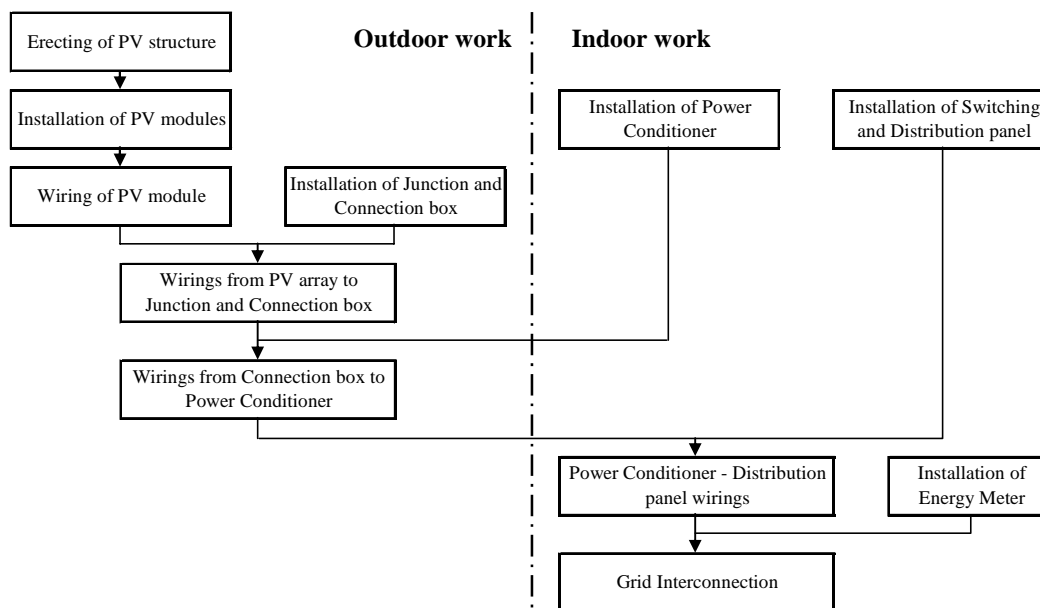 Outdoor work
Indoor work
Erecting of PV structure
Installation of PV modules
Installation of Power
Conditioner
Installation of Switching
and Distribution panel
Wiring of PV module
Installation of Junction and
Connection box
Wirings from PV array to
Junction and Connection box
Wirings from Connection box to
Power Conditioner
Power Conditioner - Distribution
panel wirings
Installation of
Energy Meter
Grid Interconnection